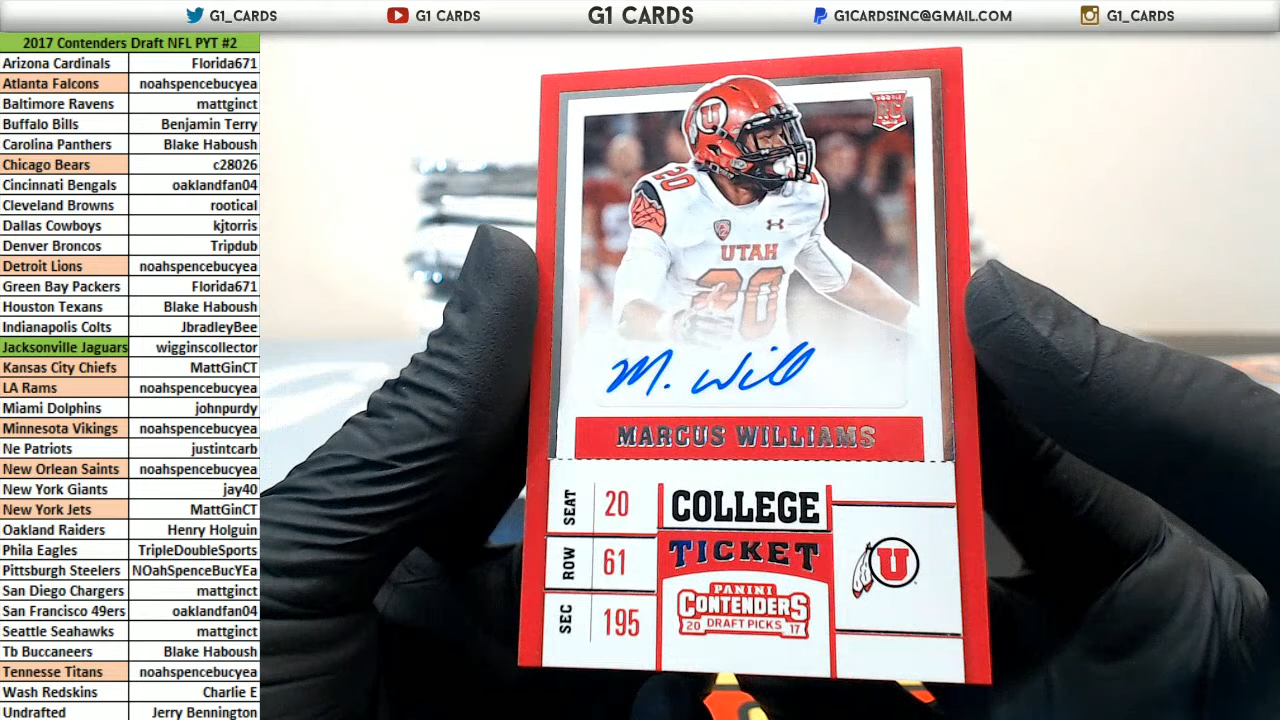 G1_CARDS G1 CARDS G1 CARDS G1CARDSINC@GMAIL.COM G1_CARDS
2017 Contenders Draft NFL PYT #2
Arizona Cardinals Florida671
Atlanta Falcons noahspencebucyea
Baltimore Ravens mattginct
Buffalo Bills Benjamin Terry
Carolina Panthers Blake Haboush
Chicago Bears c28026
Cincinnati Bengals oaklandfan04
Cleveland Browns rootical
Dallas Cowboys kjtorris
Denver Broncos Tripdub
Detroit Lions noahspencebucyea
Green Bay Packers Florida671
Houston Texans Blake Haboush
Indianapolis Colts JbradleyBee
Jacksonville Jaguars wigginscollector
Kansas City Chiefs MattGinCT
LA Rams noahspencebucyea
Miami Dolphins johnpurdy
Minnesota Vikings noahspencebucyea
Ne Patriots justintcarb
New Orlean Saints noahspencebucyea
New York Giants jay40
New York Jets MattGinCT
Oakland Raiders Henry Holguin
Phila Eagles TripleDoubleSports
Pittsburgh Steelers NOahSpenceBucYEa
San Diego Chargers mattginct
San Francisco 49ers oaklandfan04
Seattle Seahawks mattginct
Tb Buccaneers Blake Haboush
Tennesse Titans noahspencebucyea
Wash Redskins Charlie E
Undrafted Jerry Bennington
ROOKIE
RC
U
20
UTAH
20
M. Will
MARCUS WILLIAMS
SEAT 20
ROW 61
SEC 195
COLLEGE
TICKET
PANINI
CONTENDERS
20 DRAFT PICKS 17
U